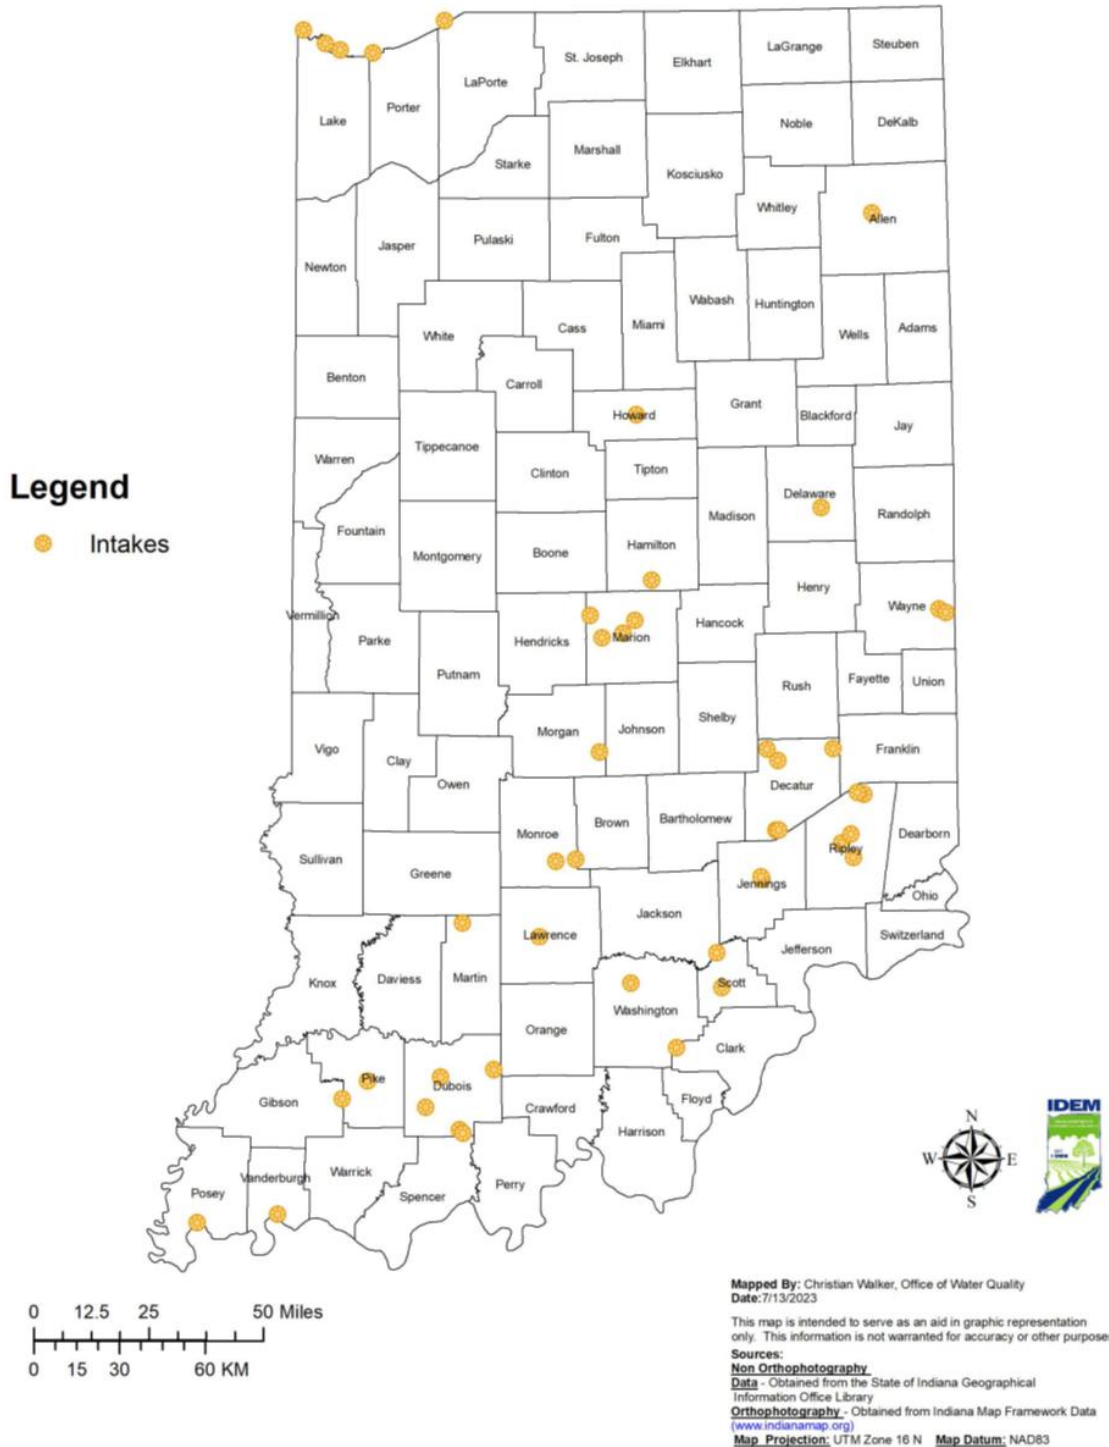 LaGrange
Steuben
St. Joseph
Elkhart
LaPorte
Porter
Lake
Noble
DeKalb
Marshall
Starke
Kosciusko
Whitley
Allen
Pulaski
Fulton
Jasper
Newton
Wabash
Huntington
Miami
Cass
White
Wells
Adams
Benton
Carroll
Grant
Howard
Blackford
Jay
Tippecanoe
Warren
Clinton
Tipton
Legend
Intakes
Delaware
Randolph
Madison
Fountain
Hamilton
Boone
Montgomery
Henry
Wayne
Vermillion
Hancock
Marion
Hendricks
Parke
Putnam
Fayette
Union
Rush
Shelby
Johnson
Morgan
Vigo
Franklin
Clay
Owen
Decatur
Bartholomew
Brown
Monroe
Dearborn
Ripley
Sullivan
Greene
Jennings
Ohio
Jackson
Lawrence
Switzerland
Jefferson
Martin
Daviess
Knox
Scott
Washington
Orange
Clark
Pike
Dubois
Gibson
Floyd
Crawford
Harrison
Warrick
Vanderburgh
Perry
Posey
Spencer
IDEM
N
W
E
S
0 12.5 25 50 Miles
0 15 30 60 KM
Mapped By: Christian Walker, Office of Water Quality
Date:7/13/2023
This map is intended to serve as an aid in graphic representation
only. This information is not warranted for accuracy or other purpose
Sources:
Non Orthophotography
Data - Obtained from the State of Indiana Geographical
Information Office Library
Orthophotography - Obtained from Indiana Map Framework Data
(www.indianamap.org)
Map Projection: UTM Zone 16 N Map Datum: NAD83